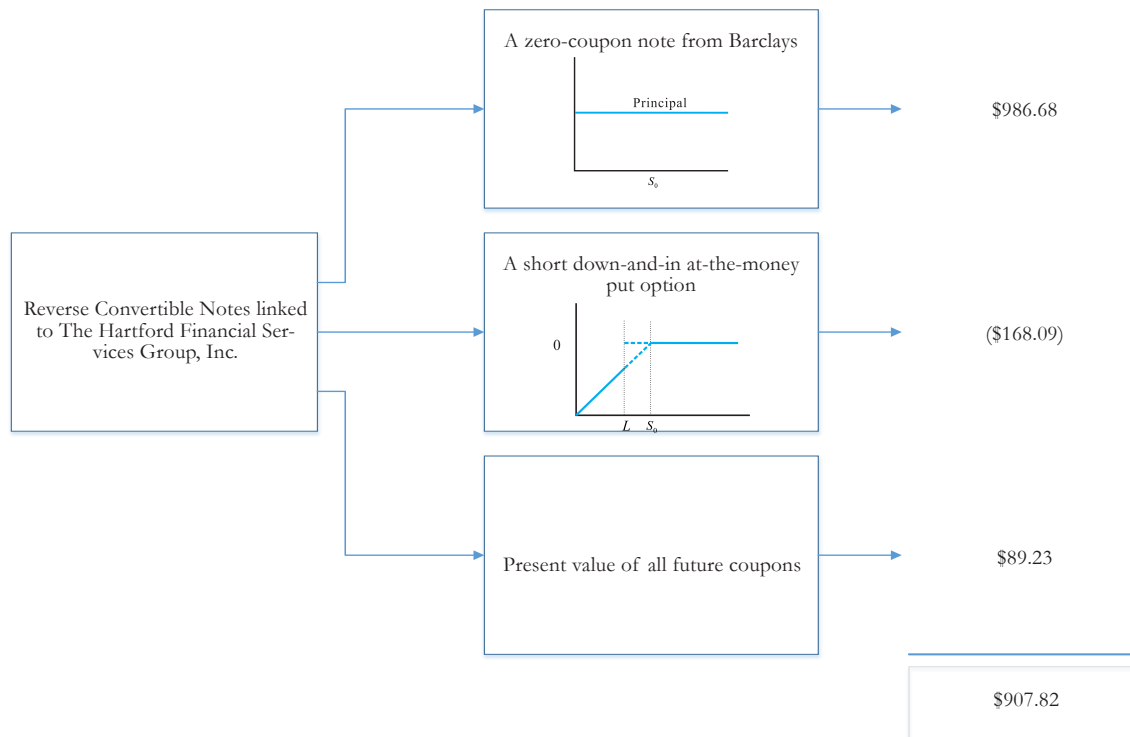 A zero-coupon note from Barclays
Principal
S₀
$986.68
Reverse Convertible Notes linked
to The Hartford Financial Ser-
vices Group, Inc.
A short down-and-in at-the-money
put option
0
L S₀
($168.09)
Present value of all future coupons
$89.23
$907.82